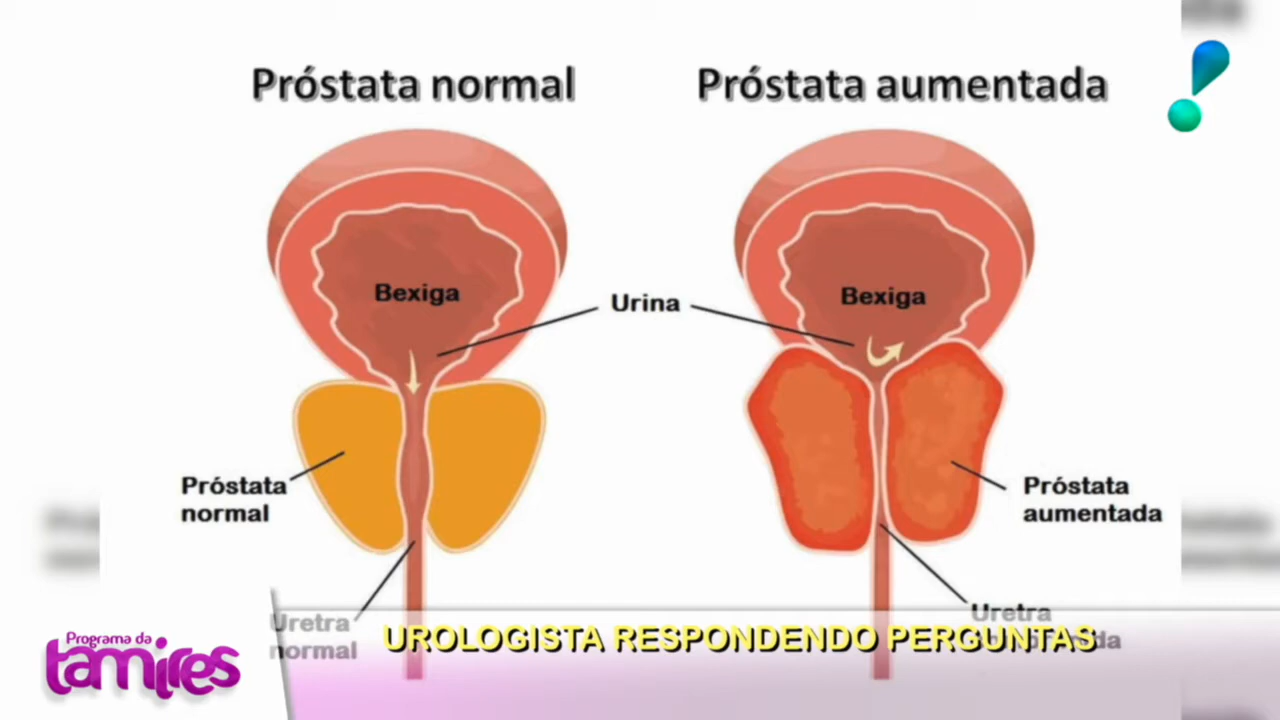 Próstata normal
Próstata aumentada
Bexiga
Urina
Bexiga
Próstata
normal
Próstata
aumentada
Uretra
normal
Uretra
UROLOGISTA RESPONDENDO PERGUNTAS
Programa da
tamires